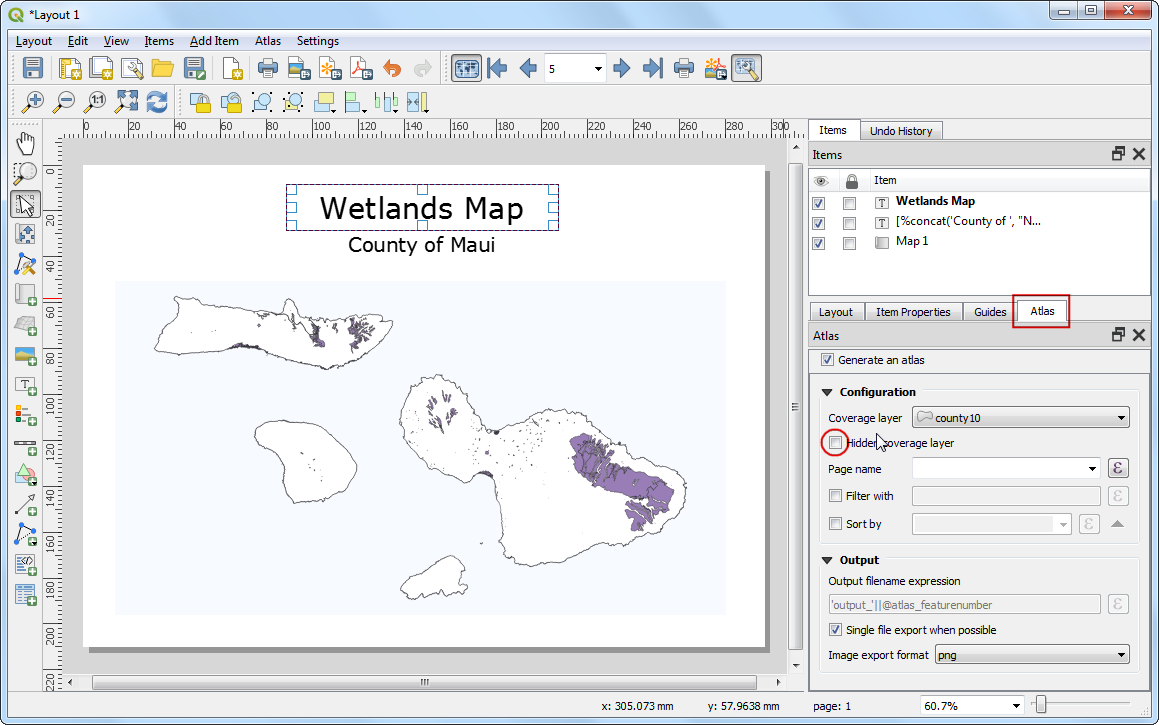 *Layout 1
Layout Edit View Items Add Item Atlas Settings
1:1 5
0 20 40 60 80 100 120 140 160 180 200 220 240 260 280 300
0
20
40
60
80
100
120
140
160
180
200
220
Wetlands Map
County of Maui
Items Undo History
Items
Item
T Wetlands Map
T [%concat('County of ', "N...
Map 1
Layout Item Properties Guides Atlas
Atlas
Generate an atlas
Configuration
Coverage layer county10
Hidden coverage layer
Page name ε
Filter with ε
Sort by ε
Output
Output filename expression
'output_'||@atlas_featurenumber ε
Single file export when possible
Image export format png
x: 305.073 mm y: 57.9638 mm page: 1 60.7%